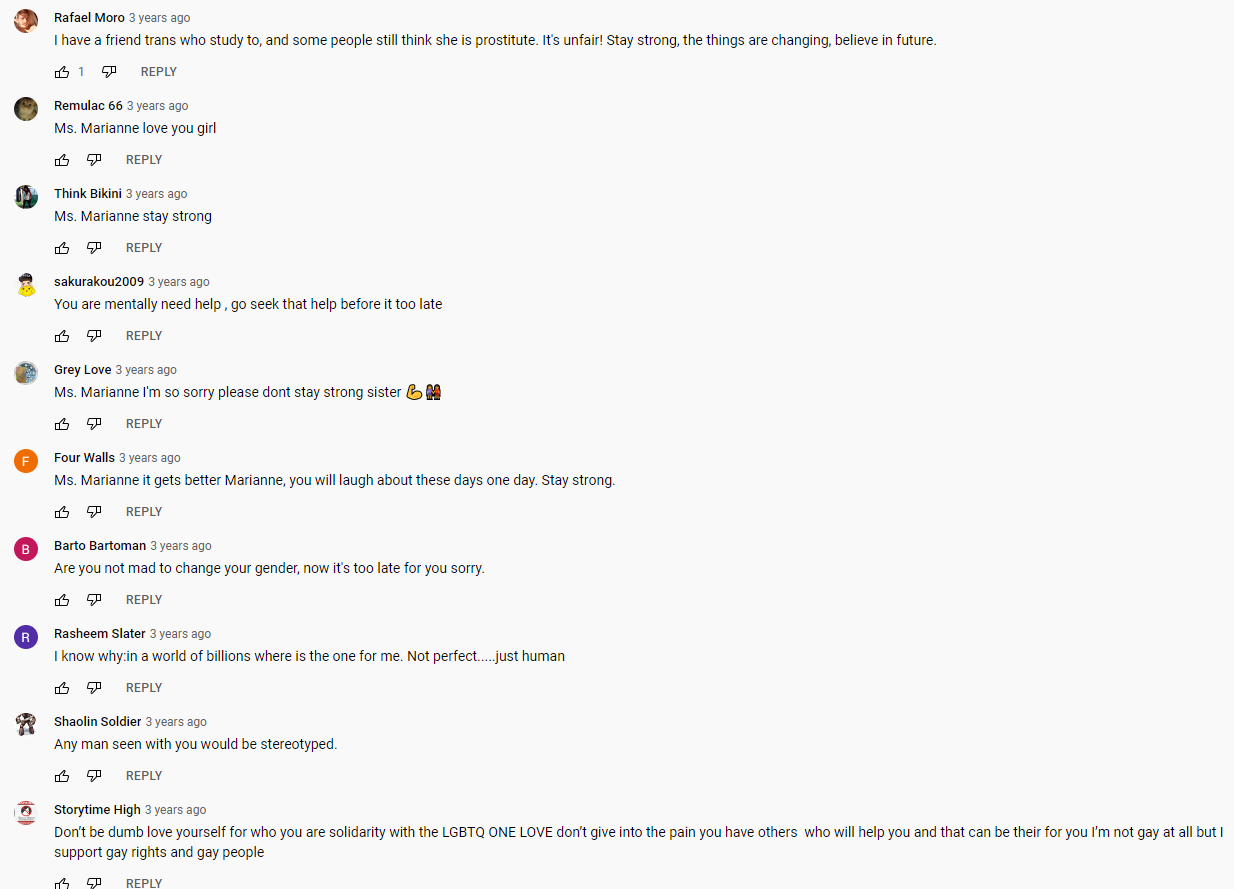 Rafael Moro 3 years ago
I have a friend trans who study to, and some people still think she is prostitute. It's unfair! Stay strong, the things are changing, believe in future.
1 REPLY
Remulac 66 3 years ago
Ms. Marianne love you girl
REPLY
Think Bikini 3 years ago
Ms. Marianne stay strong
REPLY
sakurakou2009 3 years ago
You are mentally need help , go seek that help before it too late
REPLY
Grey Love 3 years ago
Ms. Marianne I'm so sorry please dont stay strong sister 💪👭
REPLY
F Four Walls 3 years ago
Ms. Marianne it gets better Marianne, you will laugh about these days one day. Stay strong.
REPLY
B Barto Bartoman 3 years ago
Are you not mad to change your gender, now it's too late for you sorry.
REPLY
R Rasheem Slater 3 years ago
I know why:in a world of billions where is the one for me. Not perfect.....just human
REPLY
Shaolin Soldier 3 years ago
Any man seen with you would be stereotyped.
REPLY
Storytime High 3 years ago
Don’t be dumb love yourself for who you are solidarity with the LGBTQ ONE LOVE don’t give into the pain you have others  who will help you and that can be their for you I’m not gay at all but I
support gay rights and gay people
REPLY